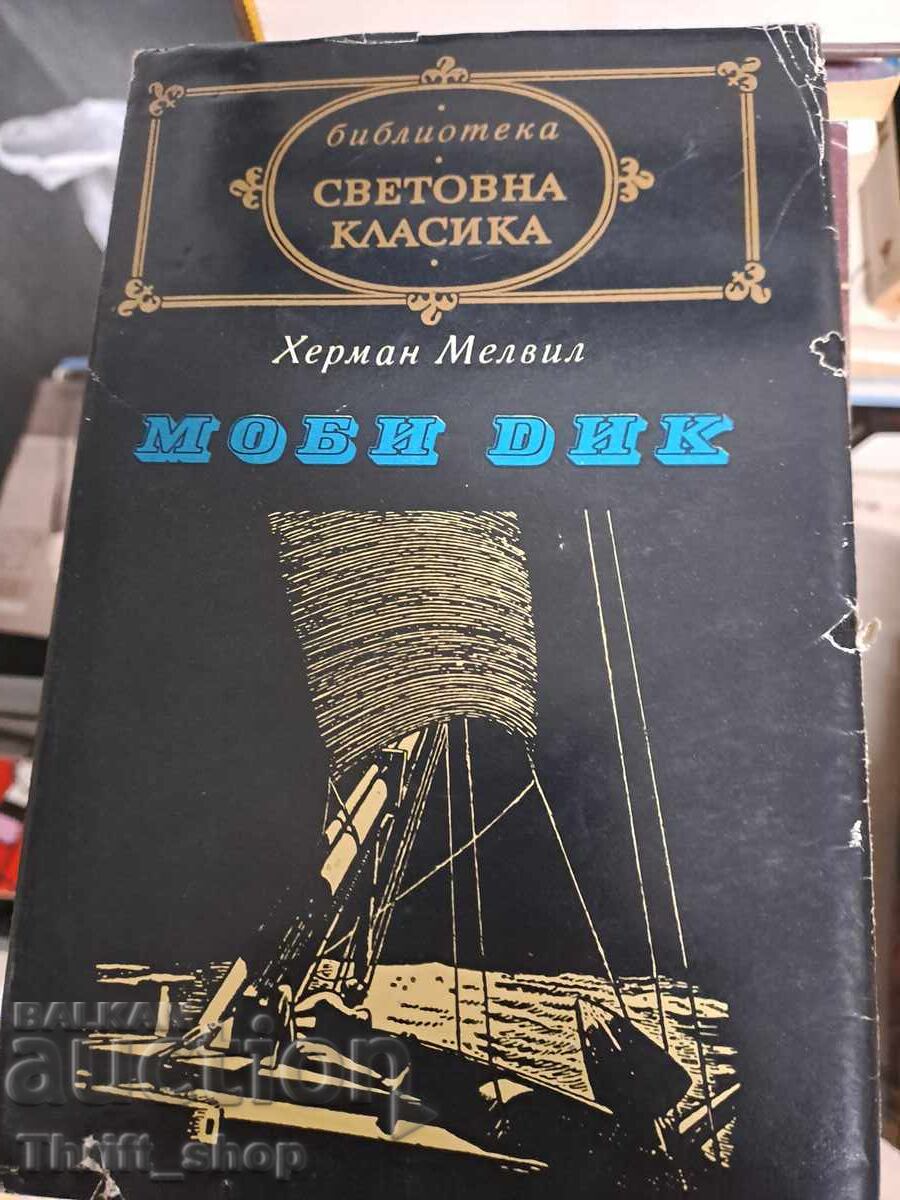 библиотека
СВЕТОВНА
КЛАСИКА
Херман Мелвил
МОБИ ДИК
BALKAN
auction
Thrift_shop